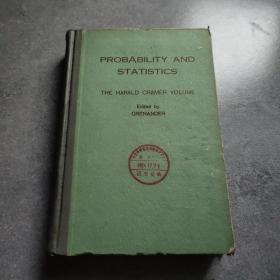 PROBABILITY AND
STATISTICS
THE HARALD CRAMÉR VOLUME
Edited by
GRENANDER